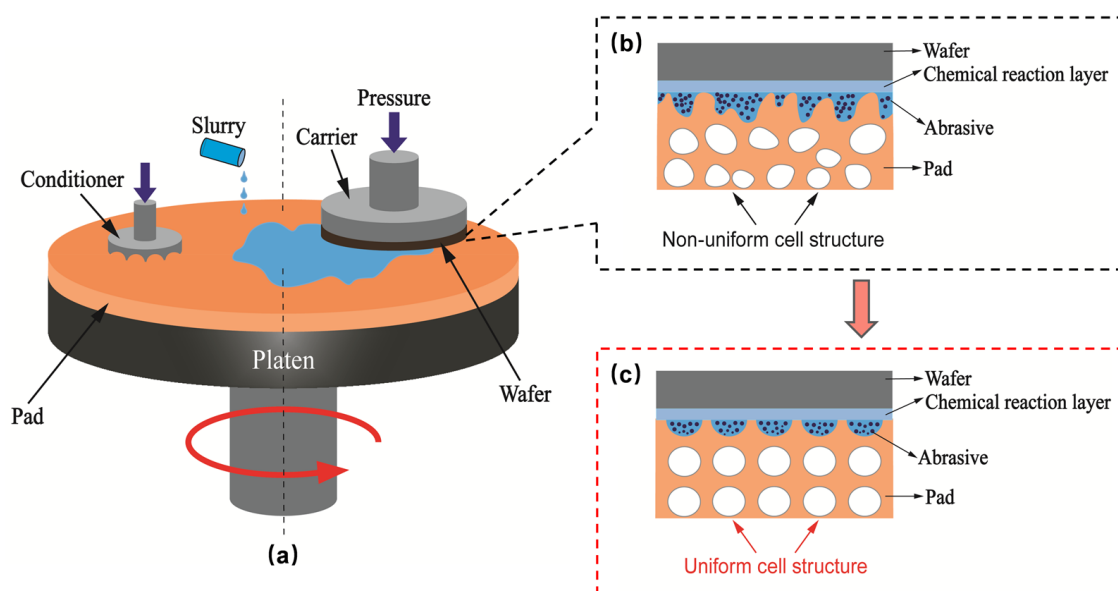 Pressure
Slurry
Carrier
Conditioner
Platen
Pad
Wafer
(a)
(b)
Wafer
Chemical reaction layer
Abrasive
Pad
Non-uniform cell structure
(c)
Wafer
Chemical reaction layer
Abrasive
Pad
Uniform cell structure